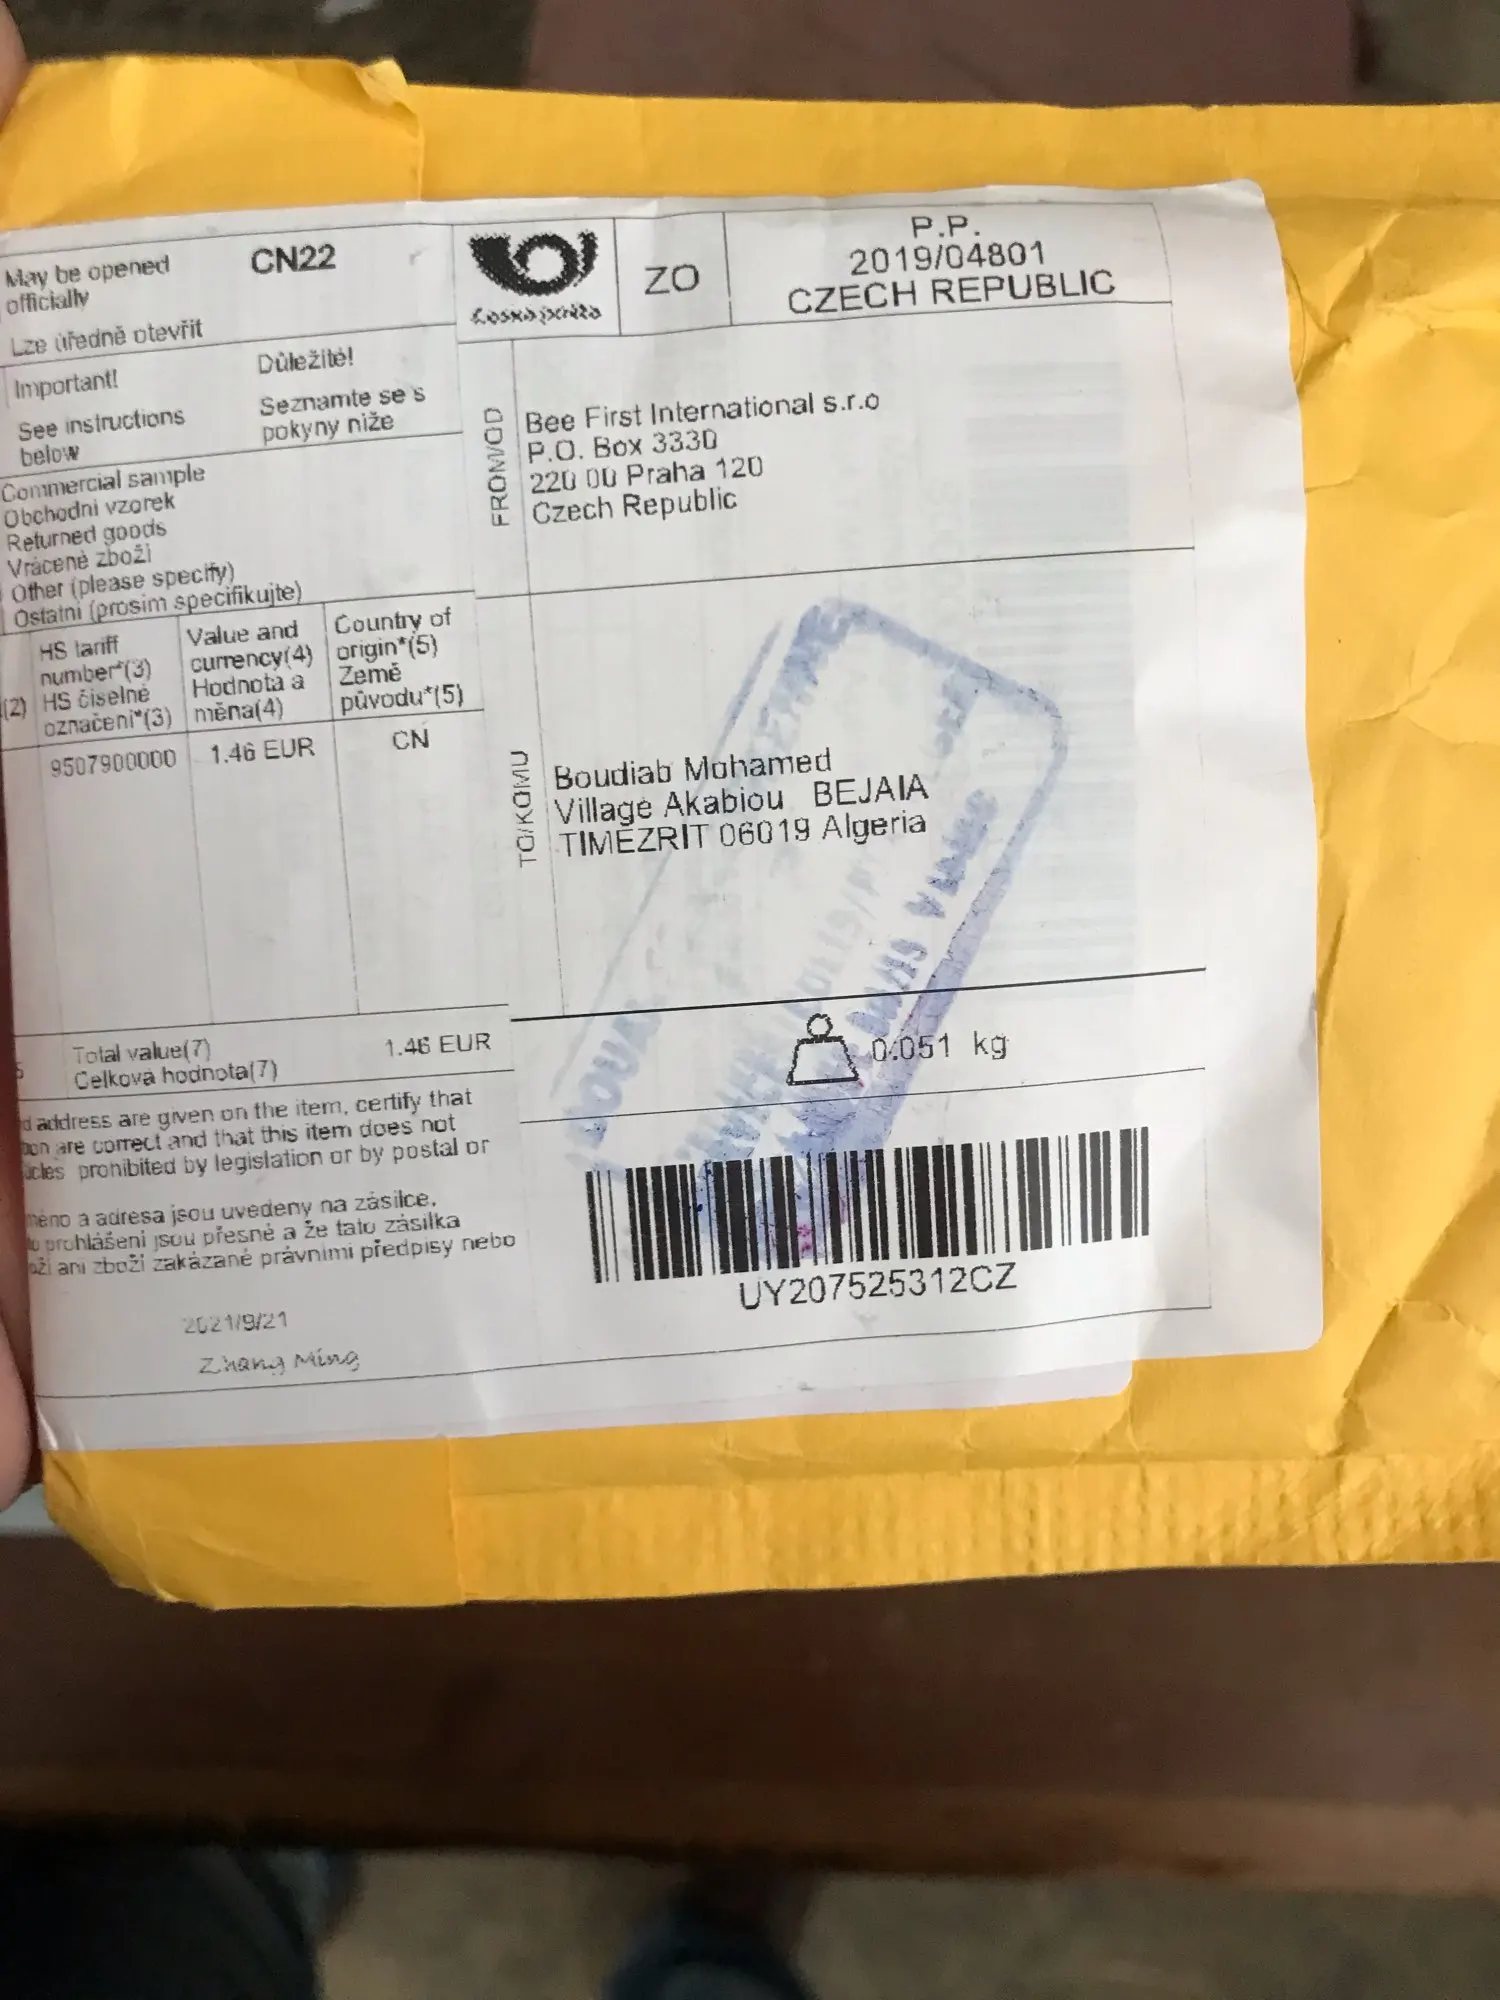 May be opened officially
CN22
Lze úředně otevřít
Important!
Důležité!
See instructions below
Seznamte se s pokyny níže
Commercial sample
Obchodní vzorek
Returned goods
Vrácené zboží
Other (please specify)
Ostatní (prosím specifikujte)
(2)
HS tariff number*(3)
HS číselné označení*(3)
Value and currency(4)
Hodnota a měna(4)
Country of origin*(5)
Země původu*(5)
9507900000
1.46 EUR
CN
Total value(7)
1.46 EUR
Celková hodnota(7)
address are given on the item, certify that
are correct and that this item does not
prohibited by legislation or by postal or
a adresa jsou uvedeny na zásilce,
prohlášení jsou přesné a že tato zásilka
ani zboží zakázané právními předpisy nebo
2021/9/21
Zhang Ming
Česká pošta
ZO
P.P.
2019/04801
CZECH REPUBLIC
FROM/OD
Bee First International s.r.o
P.O. Box 3330
220 00 Praha 120
Czech Republic
TO/KOMU
Boudiab Mohamed
Village Akabiou BEJAIA
TIMEZRIT 06019 Algeria
0.051 kg
UY207525312CZ